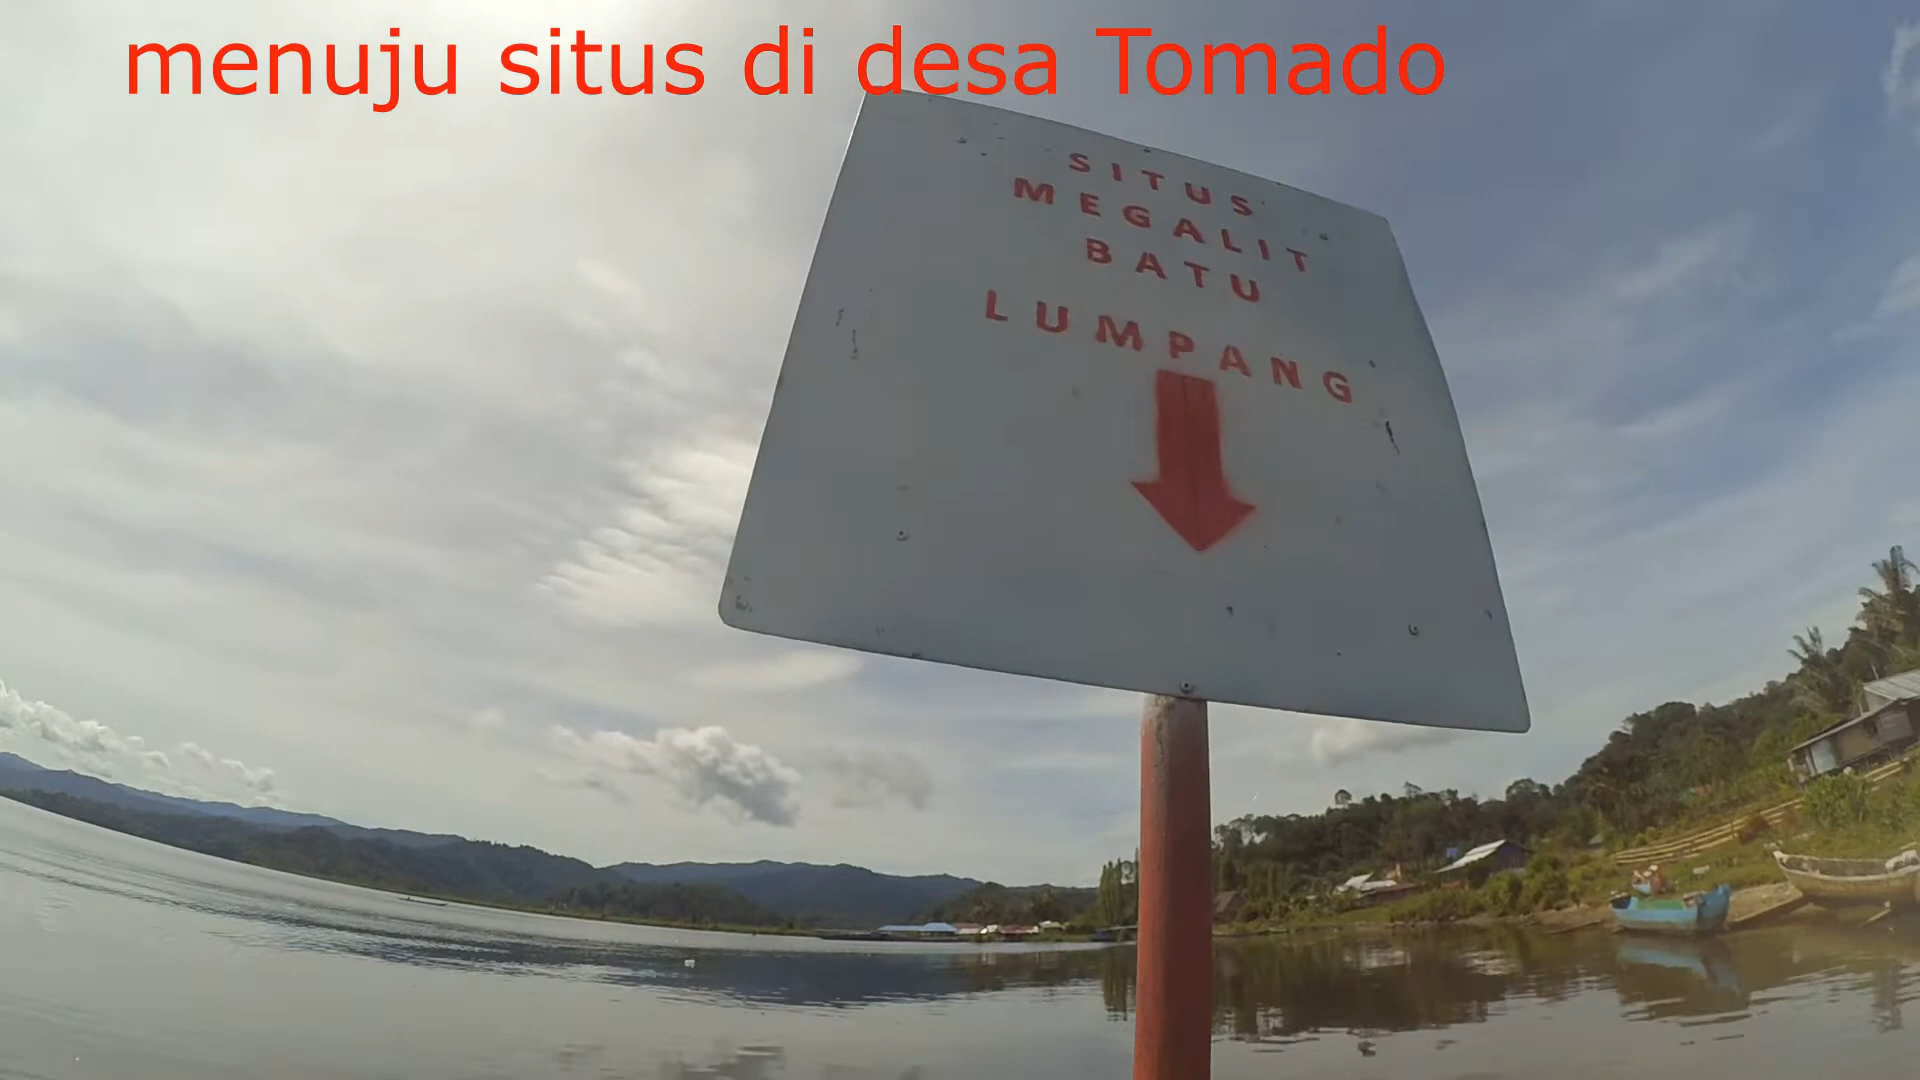 menuju situs di desa Tomado
SITUS
MEGALIT
BATU
LUMPANG